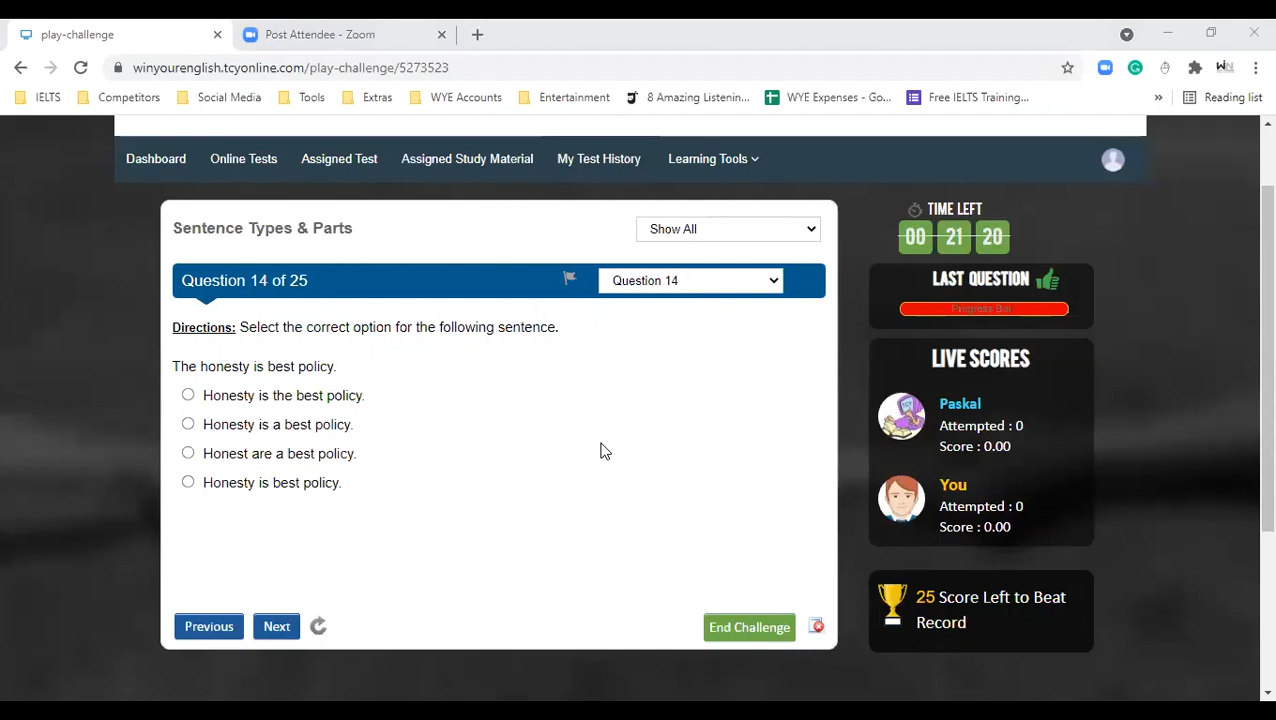 play-challenge
Post Attendee - Zoom
winyourenglish.tcyonline.com/play-challenge/5273523
IELTS Competitors Social Media Tools Extras WYE Accounts Entertainment 8 Amazing Listenin... WYE Expenses - Go... Free IELTS Training... » Reading list
Dashboard Online Tests Assigned Test Assigned Study Material My Test History Learning Tools
Sentence Types & Parts
Show All
Question 14 of 25
Question 14
Directions: Select the correct option for the following sentence.
The honesty is best policy.
Honesty is the best policy.
Honesty is a best policy.
Honest are a best policy.
Honesty is best policy.
Previous
Next
End Challenge
TIME LEFT
00 21 20
LAST QUESTION
Progress Bar
LIVE SCORES
Paskal
Attempted : 0
Score : 0.00
You
Attempted : 0
Score : 0.00
25 Score Left to Beat
Record